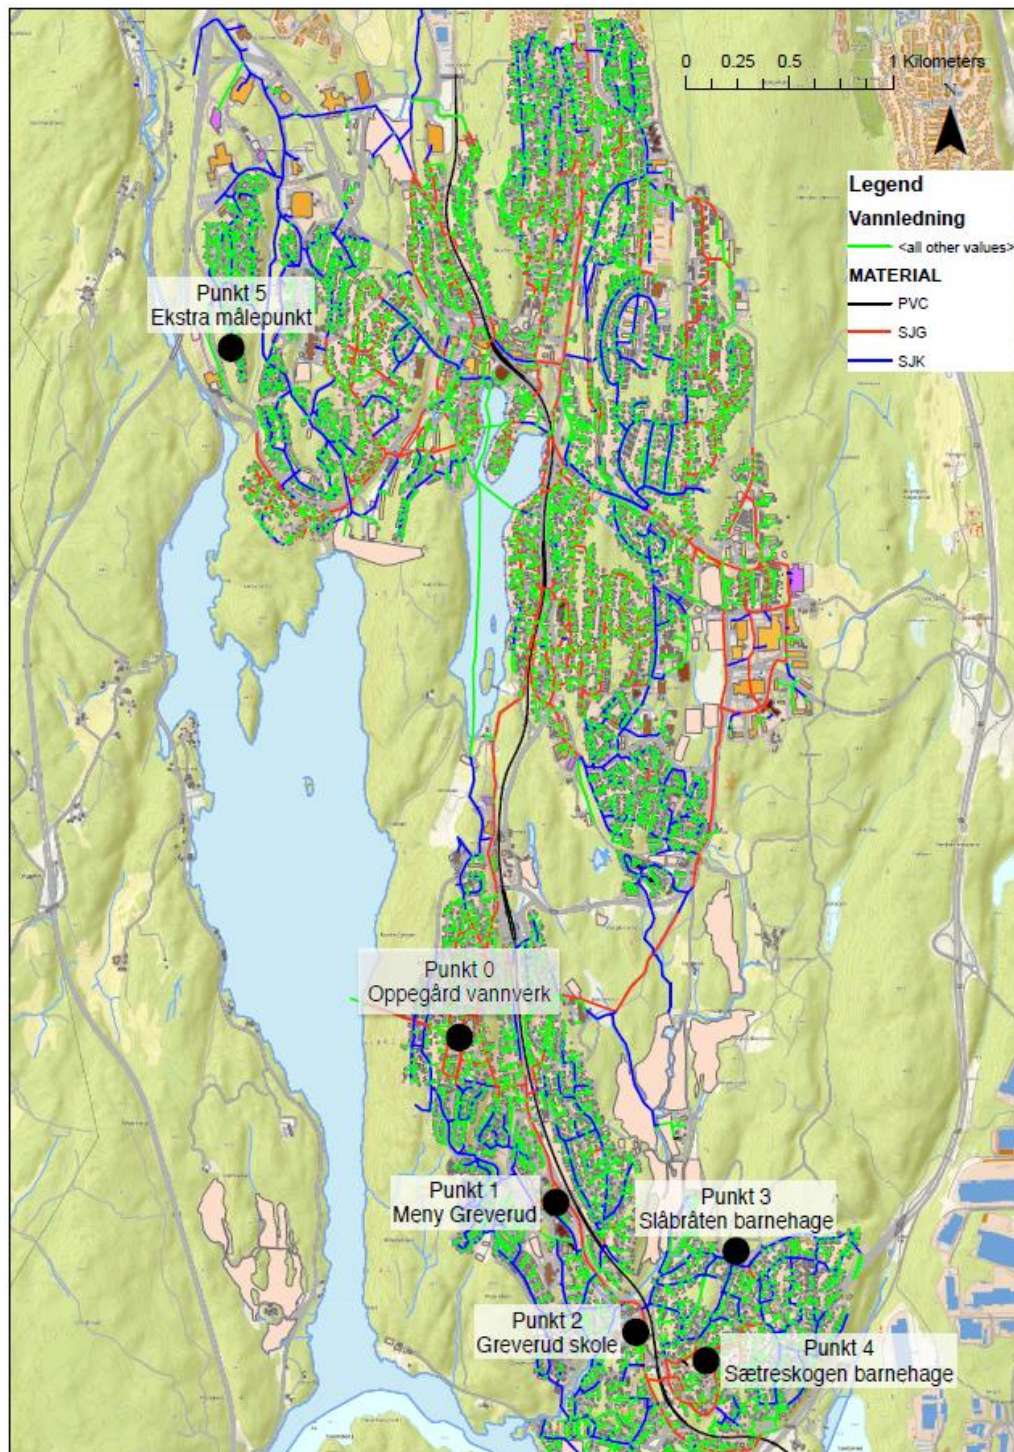 0 0.25 0.5 1 Kilometers
N
Legend
Vannledning
<all other values>
MATERIAL
PVC
SJG
SJK
Punkt 5
Ekstra målepunkt
Punkt 0
Oppegård vannverk
Punkt 1
Meny Greverud
Punkt 3
Slåbråten barnehage
Punkt 2
Greverud skole
Punkt 4
Sætreskogen barnehage